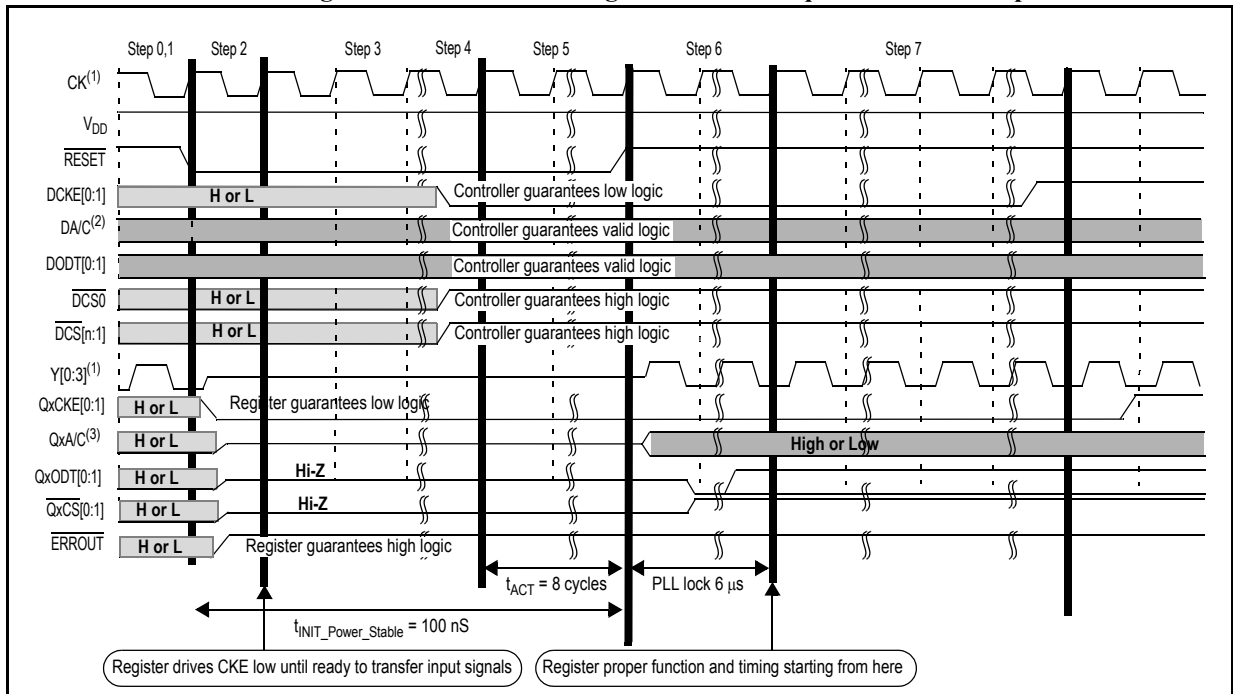 Step 0,1 Step 2 Step 3 Step 4 Step 5 Step 6 Step 7
CK(1)
VDD
RESET
DCKE[0:1] H or L Controller guarantees low logic
DA/C(2) Controller guarantees valid logic
DODT[0:1] Controller guarantees valid logic
DCS0 H or L Controller guarantees high logic
DCS[n:1] H or L Controller guarantees high logic
Y[0:3](1)
QxCKE[0:1] H or L Register guarantees low logic
QxA/C(3) H or L High or Low
QxODT[0:1] H or L Hi-Z
QxCS[0:1] H or L Hi-Z
ERROUT H or L Register guarantees high logic
tACT = 8 cycles PLL lock 6 μs
tINIT_Power_Stable = 100 nS
Register drives CKE low until ready to transfer input signals
Register proper function and timing starting from here